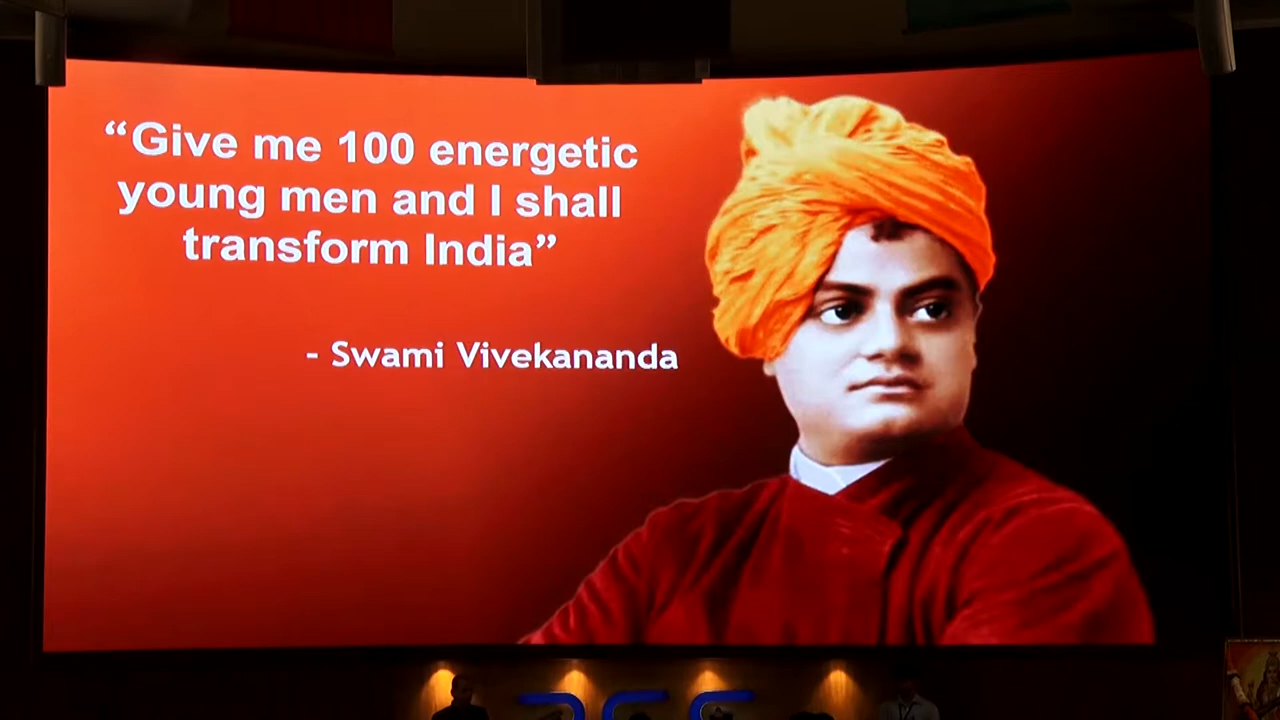 “Give me 100 energetic
young men and I shall
transform India”
- Swami Vivekananda